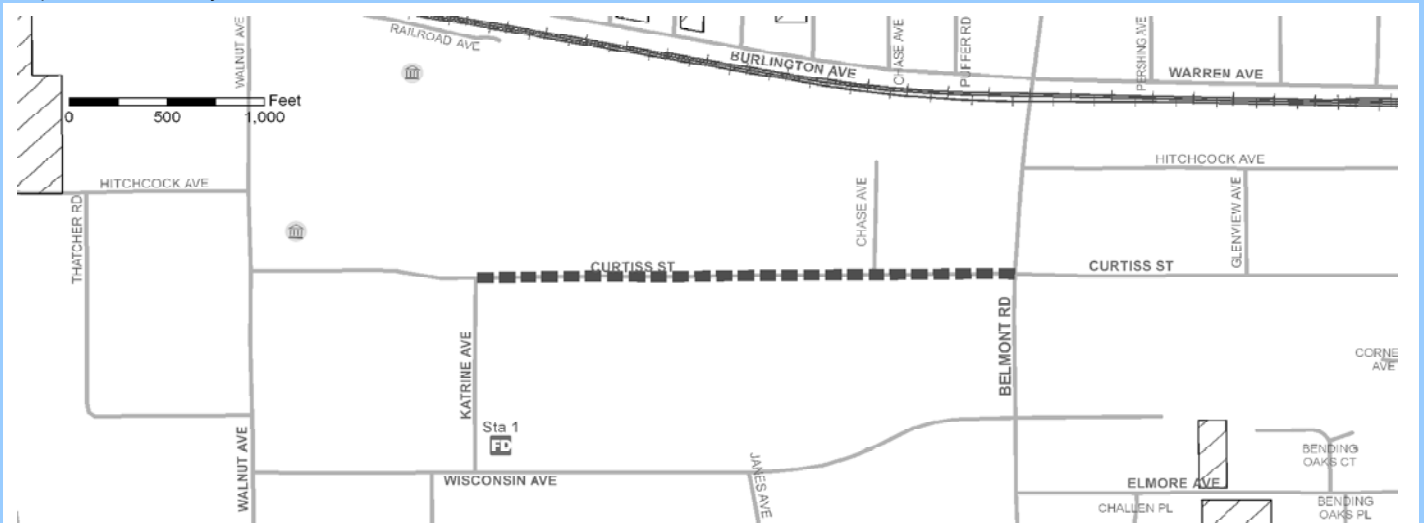 RAILROAD AVE
WALNUT AVE
BURLINGTON AVE
CHASE AVE
PUFFER RD
PERSHING AVE
WARREN AVE
Feet
0 500 1,000
HITCHCOCK AVE
HITCHCOCK AVE
THATCHER RD
CHASE AVE
GLENVIEW AVE
CURTISS ST
CURTISS ST
KATRINE AVE
BELMONT RD
CORNE
AVE
Sta 1
FD
WALNUT AVE
WISCONSIN AVE
JANES AVE
BENDING
OAKS CT
ELMORE AVE
CHALLEN PL
BENDING
OAKS PL